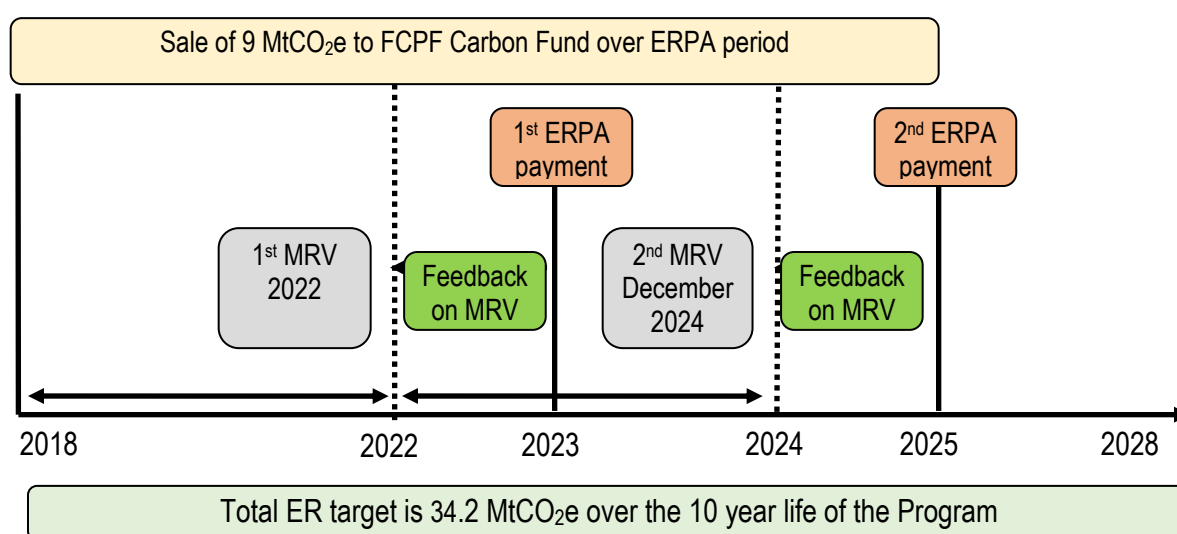 Sale of 9 MtCO₂e to FCPF Carbon Fund over ERPA period
1st ERPA
payment
2nd ERPA
payment
1st MRV
2022
Feedback
on MRV
2nd MRV
December
2024
Feedback
on MRV
2018
2022
2023
2024
2025
2028
Total ER target is 34.2 MtCO₂e over the 10 year life of the Program